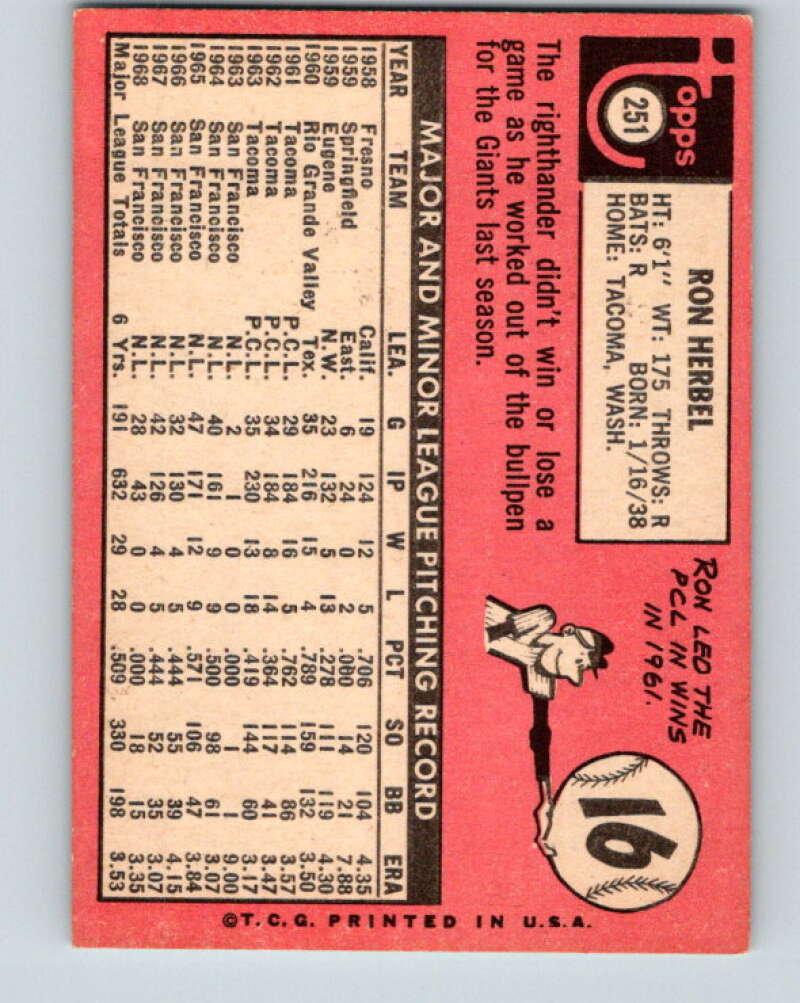 Topps
251
RON HERBEL
HT: 6'1" WT: 175 THROWS: R
BATS: R BORN: 1/16/38
HOME: TACOMA, WASH.
The righthander didn't win or lose a
game as he worked out of the bullpen
for the Giants last season.
RON LED THE
PCL IN WINS
IN 1961.
16
MAJOR AND MINOR LEAGUE PITCHING RECORD
YEAR TEAM LEA. G IP W L PCT SO BB ERA
1958 Fresno Calif. 19 124 12 5 .706 120 104 4.35
1959 Springfield East. 6 24 0 2 .000 14 21 7.88
1959 Eugene N.W. 23 132 5 13 .278 111 119 4.30
1960 Rio Grande Valley Tex. 35 216 15 4 .789 159 132 3.50
1961 Tacoma P.C.L. 29 184 16 5 .762 114 86 3.57
1962 Tacoma P.C.L. 34 184 8 14 .364 117 41 3.47
1963 Tacoma P.C.L. 35 230 13 18 .419 144 60 3.17
1963 San Francisco N.L. 2 1 0 0 .000 1 1 9.00
1964 San Francisco N.L. 40 161 9 9 .500 98 61 3.07
1965 San Francisco N.L. 47 171 12 9 .571 106 47 3.84
1966 San Francisco N.L. 32 130 4 5 .444 55 39 4.15
1967 San Francisco N.L. 42 126 4 5 .444 52 35 3.07
1968 San Francisco N.L. 28 43 0 0 .000 18 15 3.35
Major League Totals 6 Yrs. 191 632 29 28 .509 330 198 3.53
©T.C.G. PRINTED IN U.S.A.